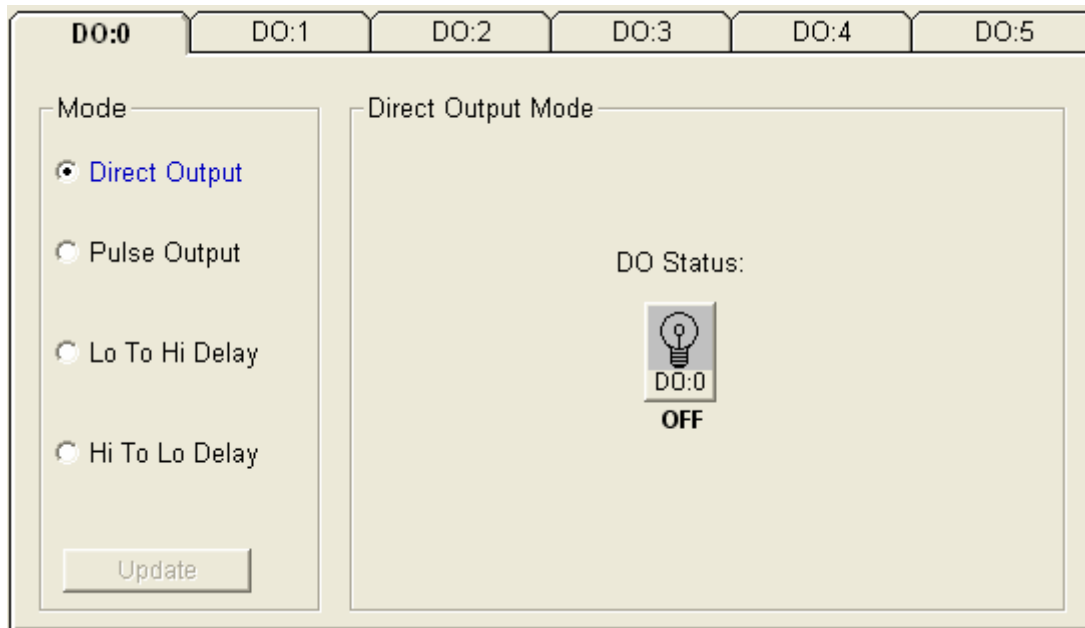 DO:0 DO:1 DO:2 DO:3 DO:4 DO:5
Mode
Direct Output
Pulse Output
Lo To Hi Delay
Hi To Lo Delay
Update
Direct Output Mode
DO Status:
DO:0
OFF